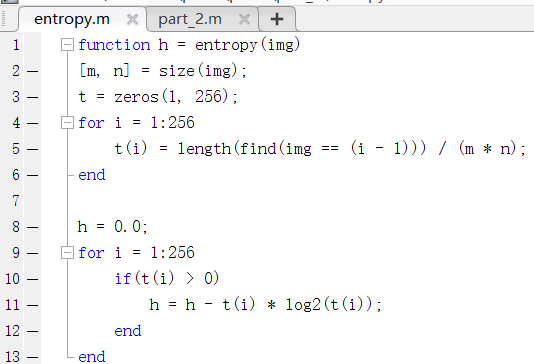 entropy.m × part_2.m × +
1 function h = entropy(img)
2 — [m, n] = size(img);
3 — t = zeros(1, 256);
4 — for i = 1:256
5 — t(i) = length(find(img == (i - 1))) / (m * n);
6 — end
7
8 — h = 0.0;
9 — for i = 1:256
10 — if(t(i) > 0)
11 — h = h - t(i) * log2(t(i));
12 — end
13 — end